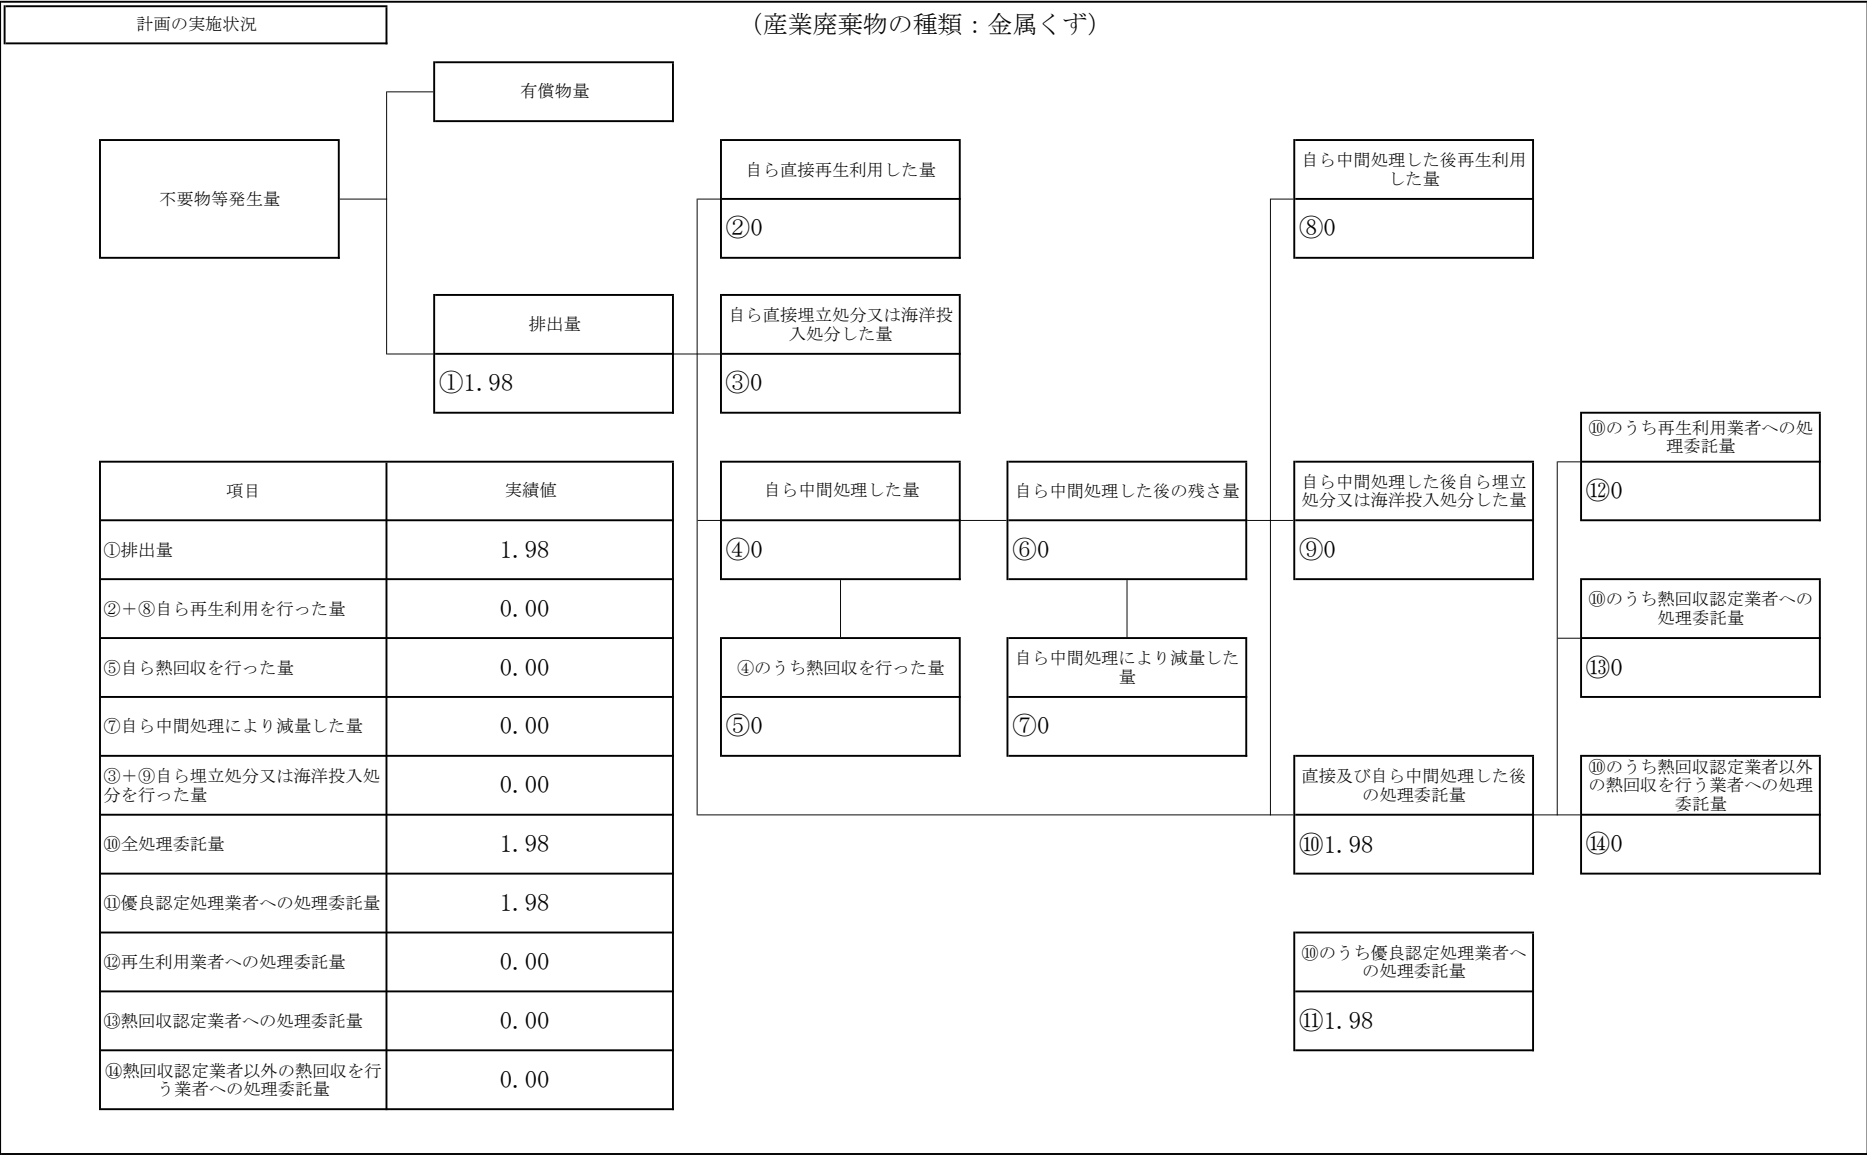 計画の実施状況
（産業廃棄物の種類：金属くず）
有償物量
不要物等発生量
排出量
①1.98
自ら直接再生利用した量
②0
自ら直接埋立処分又は海洋投
入処分した量
③0
自ら中間処理した後再生利用
した量
⑧0
項目 実績値
①排出量 1.98
②＋⑧自ら再生利用を行った量 0.00
⑤自ら熱回収を行った量 0.00
⑦自ら中間処理により減量した量 0.00
③＋⑨自ら埋立処分又は海洋投入処
分を行った量 0.00
⑩全処理委託量 1.98
⑪優良認定処理業者への処理委託量 1.98
⑫再生利用業者への処理委託量 0.00
⑬熱回収認定業者への処理委託量 0.00
⑭熱回収認定業者以外の熱回収を行
う業者への処理委託量 0.00
自ら中間処理した量
④0
④のうち熱回収を行った量
⑤0
自ら中間処理した後の残さ量
⑥0
自ら中間処理により減量した
量
⑦0
自ら中間処理した後自ら埋立
処分又は海洋投入処分した量
⑨0
直接及び自ら中間処理した後
の処理委託量
⑩1.98
⑩のうち優良認定処理業者へ
の処理委託量
⑪1.98
⑩のうち再生利用業者への処
理委託量
⑫0
⑩のうち熱回収認定業者への
処理委託量
⑬0
⑩のうち熱回収認定業者以外
の熱回収を行う業者への処理
委託量
⑭0